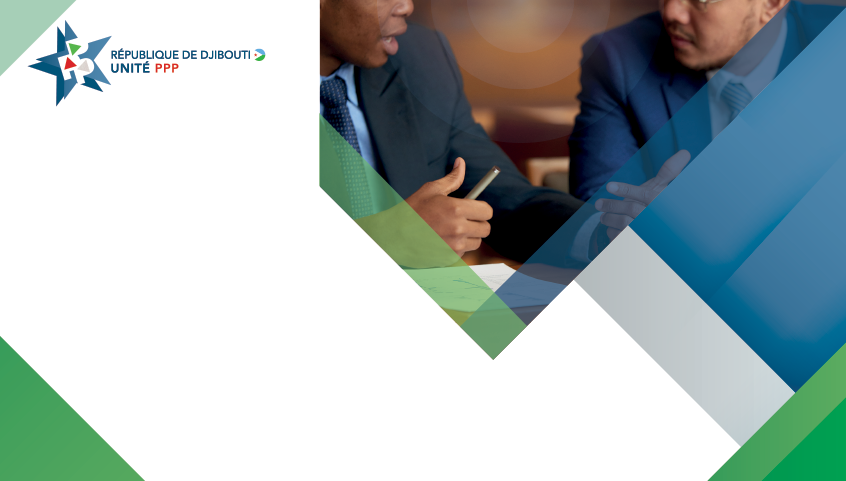 RÉPUBLIQUE DE DJIBOUTI
UNITÉ PPP